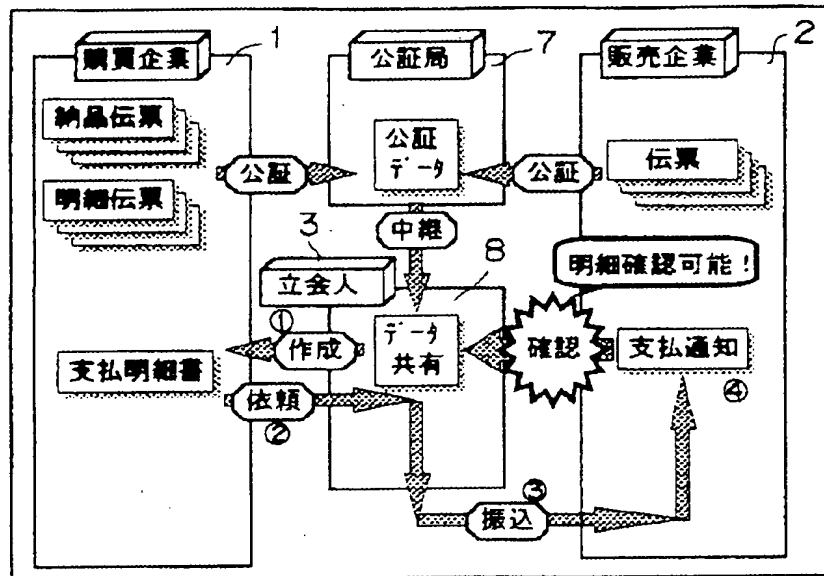 購買企業
1
公証局
7
販売企業
2
納品伝票
明細伝票
公証
公証
データ
公証
伝票
中継
3
立会人
8
明細確認可能!
①
作成
データ
共有
確認
支払通知
支払明細書
依頼
②
④
③
振込